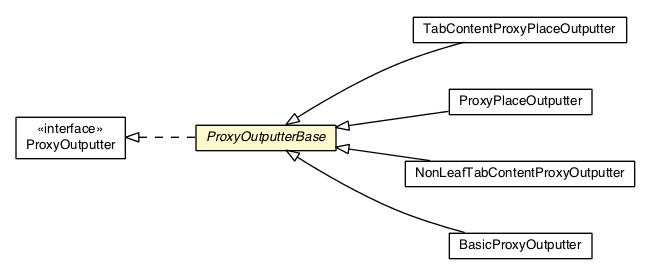 TabContentProxyPlaceOutputter
ProxyPlaceOutputter
«interface»
ProxyOutputter
ProxyOutputterBase
NonLeafTabContentProxyOutputter
BasicProxyOutputter